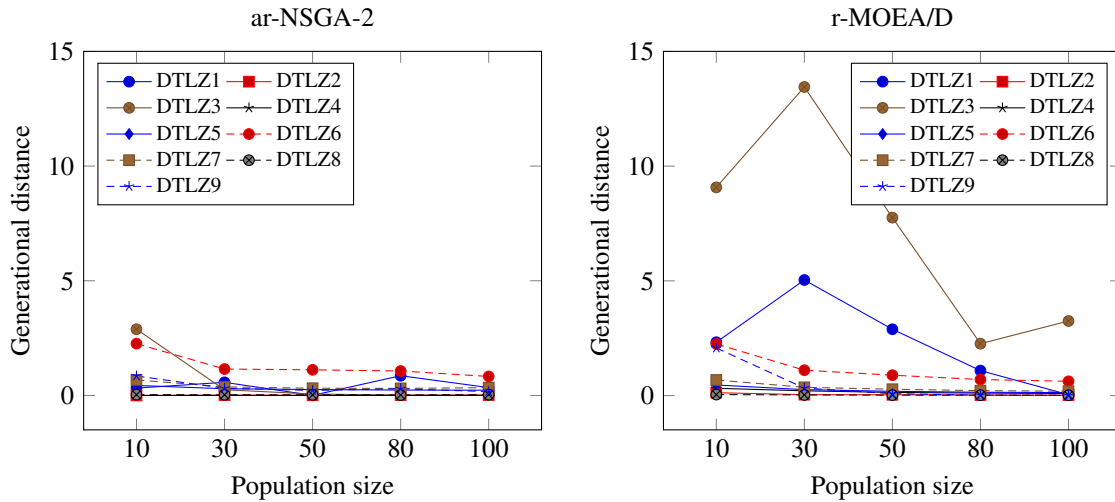 ar-NSGA-2
15
10
5
0
Generational distance
DTLZ1 DTLZ2
DTLZ3 DTLZ4
DTLZ5 DTLZ6
DTLZ7 DTLZ8
DTLZ9
10 30 50 80 100
Population size
r-MOEA/D
15
10
5
0
Generational distance
DTLZ1 DTLZ2
DTLZ3 DTLZ4
DTLZ5 DTLZ6
DTLZ7 DTLZ8
DTLZ9
10 30 50 80 100
Population size